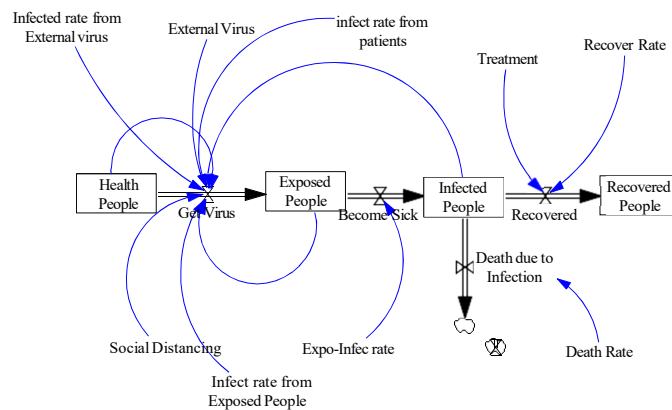 Infected rate from
External virus
External Virus
infect rate from
patients
Treatment
Recover Rate
Health
People
Get Virus
Exposed
People
Become Sick
Infected
People
Recovered
Recovered
People
Death due to
Infection
Social Distancing
Infect rate from
Exposed People
Expo-Infec rate
Death Rate